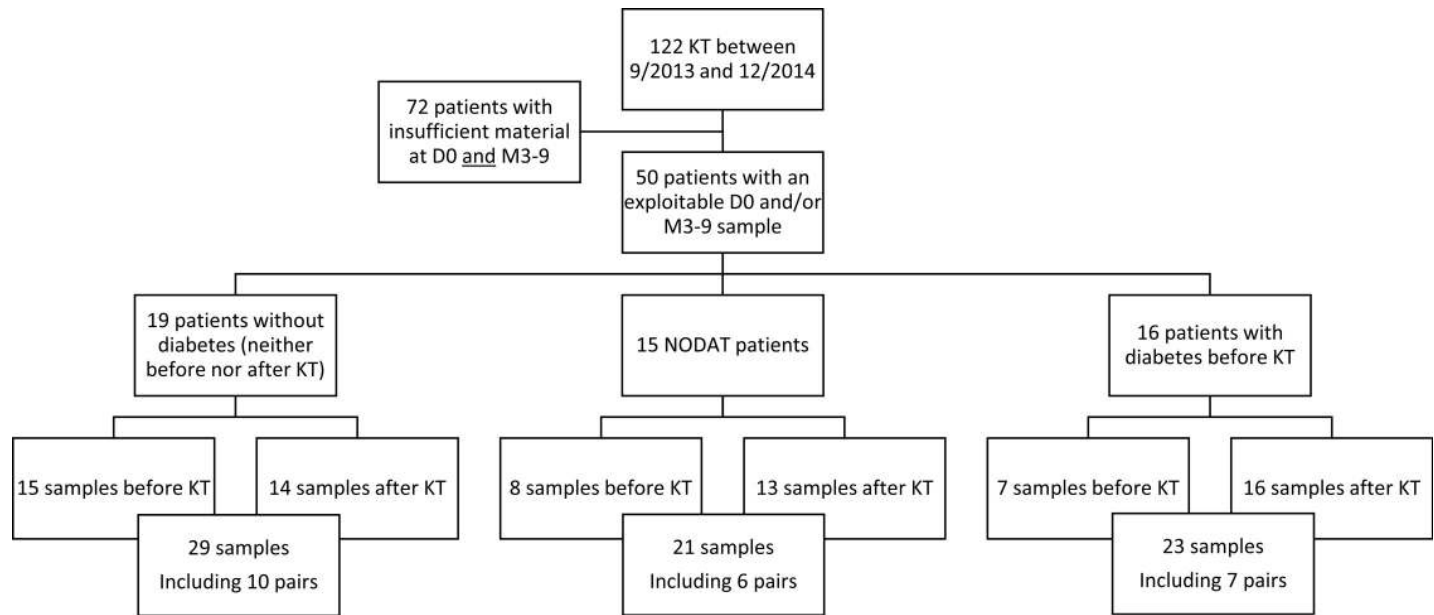 122 KT between
9/2013 and 12/2014
72 patients with
insufficient material
at D0 and M3-9
50 patients with an
exploitable D0 and/or
M3-9 sample
19 patients without
diabetes (neither
before nor after KT)
15 NODAT patients
16 patients with
diabetes before KT
15 samples before KT
14 samples after KT
8 samples before KT
13 samples after KT
7 samples before KT
16 samples after KT
29 samples
Including 10 pairs
21 samples
Including 6 pairs
23 samples
Including 7 pairs